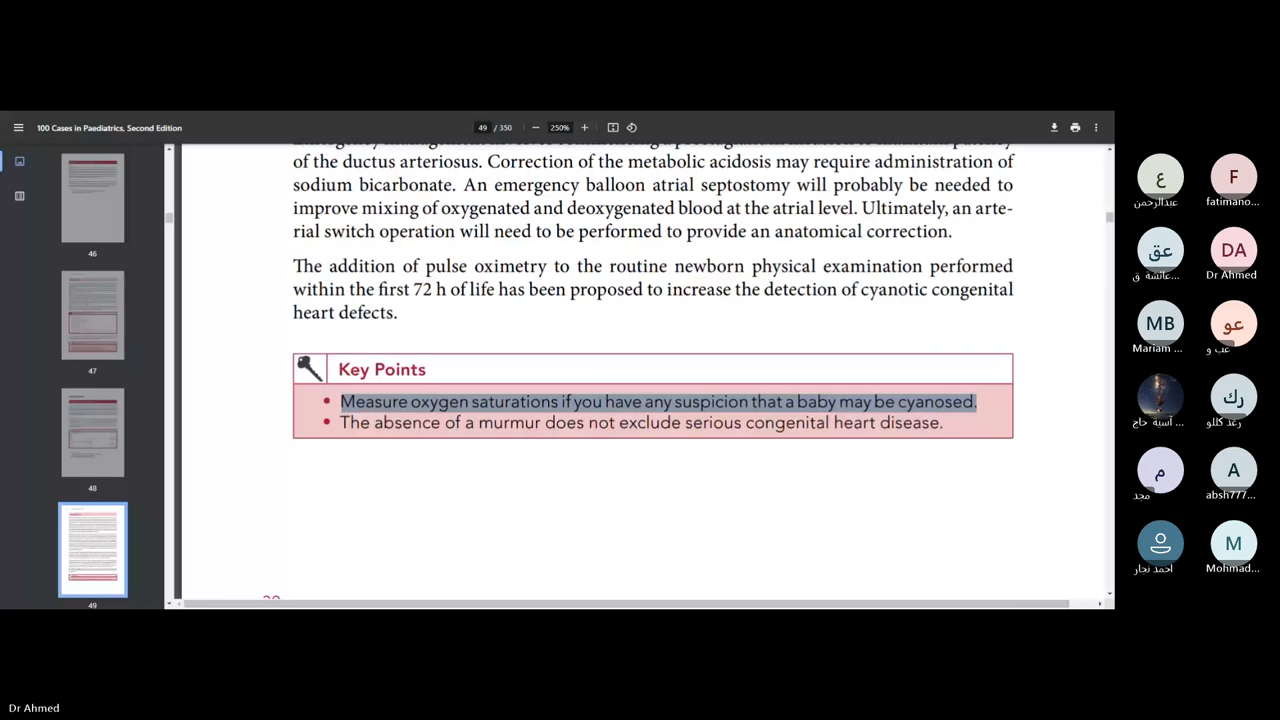 100 Cases in Paediatrics, Second Edition
49 / 350
250%
of the ductus arteriosus. Correction of the metabolic acidosis may require administration of
sodium bicarbonate. An emergency balloon atrial septostomy will probably be needed to
improve mixing of oxygenated and deoxygenated blood at the atrial level. Ultimately, an arte-
rial switch operation will need to be performed to provide an anatomical correction.
The addition of pulse oximetry to the routine newborn physical examination performed
within the first 72 h of life has been proposed to increase the detection of cyanotic congenital
heart defects.
Key Points
• Measure oxygen saturations if you have any suspicion that a baby may be cyanosed.
• The absence of a murmur does not exclude serious congenital heart disease.
46
47
48
49
ع
عبدالرحمن
F
fatimano...
عق
عائشة ق...
DA
Dr Ahmed
MB
Mariam ...
عو
آسية حاج ...
رك
رغد كللو
م
مجد
A
absh777...
احمد نجار
M
Mohmad...
Dr Ahmed